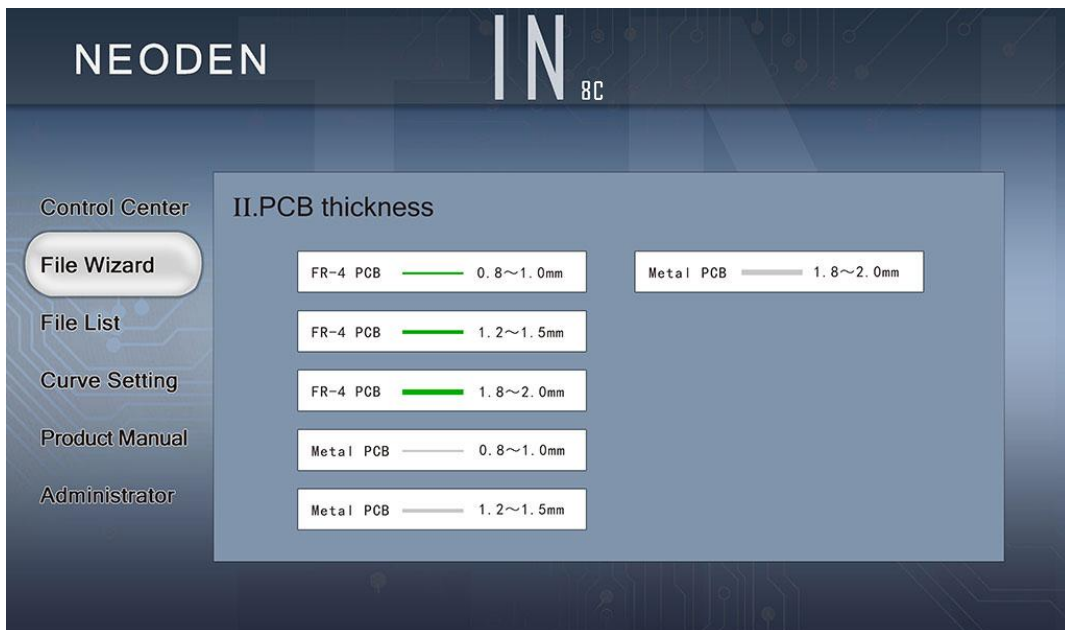 NEODEN
IN 8C
Control Center
File Wizard
File List
Curve Setting
Product Manual
Administrator
II.PCB thickness
FR-4 PCB 0.8～1.0mm
FR-4 PCB 1.2～1.5mm
FR-4 PCB 1.8～2.0mm
Metal PCB 0.8～1.0mm
Metal PCB 1.2～1.5mm
Metal PCB 1.8～2.0mm